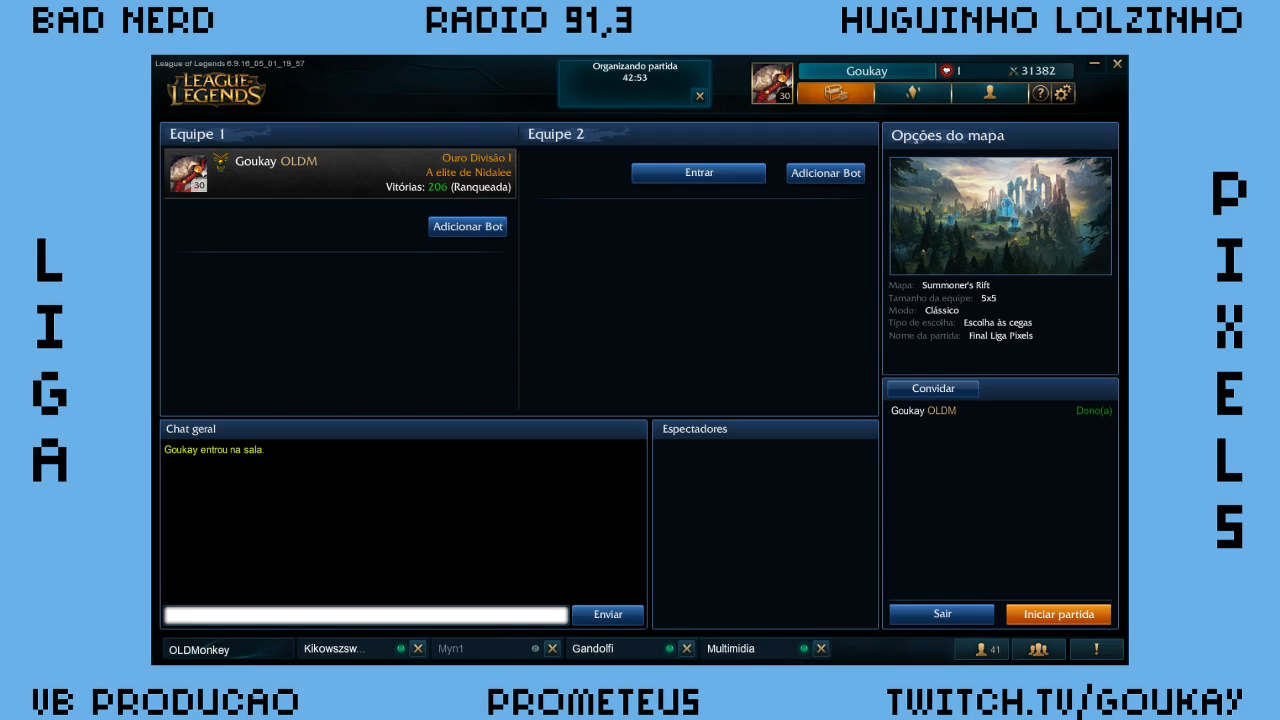 BAD NERD
RADIO 91,3
HUGUINHO LOLZINHO
LIGA
PIXELS
League of Legends 6.9.16_05_01_19_57
LEAGUE OF LEGENDS
Organizando partida
42:53
30
Goukay
1
31382
?
Equipe 1
Goukay OLDM
30
Ouro Divisão I
A elite de Nidalee
Vitórias: 206 (Ranqueada)
Adicionar Bot
Equipe 2
Entrar
Adicionar Bot
Opções do mapa
Mapa: Summoner's Rift
Tamanho da equipe: 5x5
Modo: Clássico
Tipo de escolha: Escolha às cegas
Nome da partida: Final Liga Pixels
Convidar
Goukay OLDM Dono(a)
Chat geral
Goukay entrou na sala.
Enviar
Espectadores
Sair
Iniciar partida
OLDMonkey
Kikowszsw...
Myn1
Gandolfi
Multimidia
41
!
VB PRODUCAO
PROMETEUS
TWITCH.TV/GOUKAY